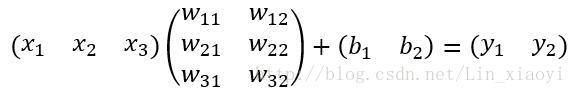 w₁₁ w₁₂
(x₁ x₂ x₃) w₂₁ w₂₂ + (b₁ b₂) = (y₁ y₂)
w₃₁ w₃₂
http://blog.csdn.net/Lin_xiaoyi